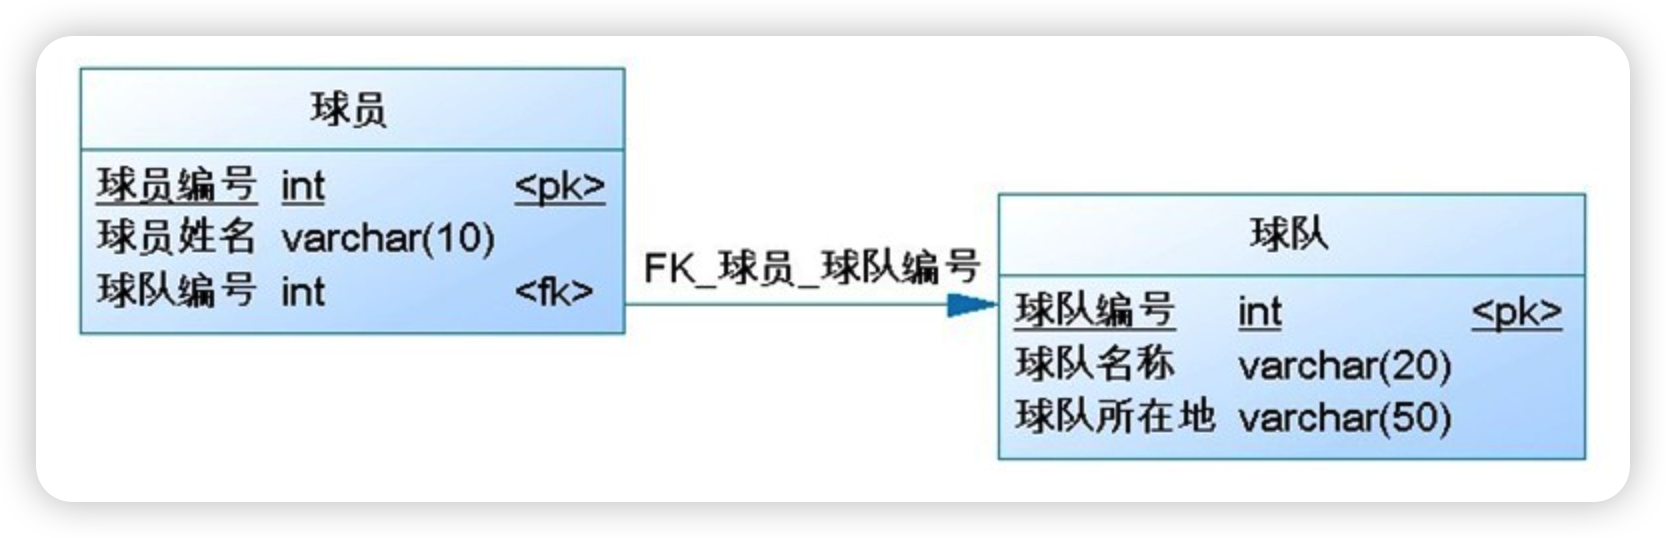 球员
球员编号 int <pk>
球员姓名 varchar(10)
球队编号 int <fk>
FK_球员_球队编号
球队
球队编号 int <pk>
球队名称 varchar(20)
球队所在地 varchar(50)